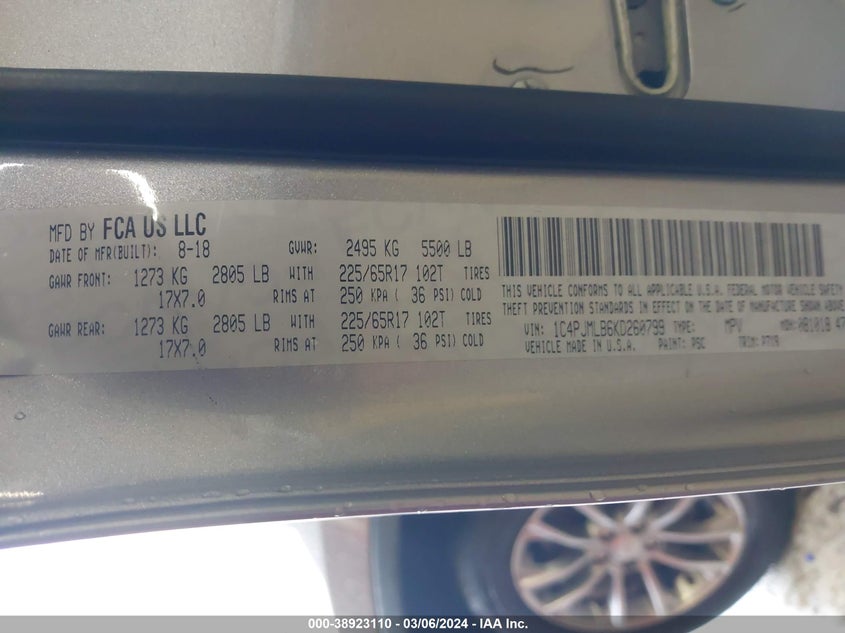 MFD BY FCA US LLC
DATE OF MFR(BUILT): 8-18 GVWR: 2495 KG 5500 LB
GAWR FRONT: 1273 KG 2805 LB WITH 225/65R17 102T TIRES
17X7.0 RIMS AT 250 KPA ( 36 PSI) COLD
GAWR REAR: 1273 KG 2805 LB WITH 225/65R17 102T TIRES
17X7.0 RIMS AT 250 KPA ( 36 PSI) COLD
THIS VEHICLE CONFORMS TO ALL APPLICABLE U.S.A. FEDERAL MOTOR VEHICLE SAFETY
THEFT PREVENTION STANDARDS IN EFFECT ON THE DATE OF MANUFACTURE SHOWN ABOVE.
VIN: 1C4PJMLB6KD260799 TYPE: MPV MDH: 081018 47
VEHICLE MADE IN U.S.A. PAINT: PSC TRIM:
000-38923110 - 03/06/2024 - IAA Inc.